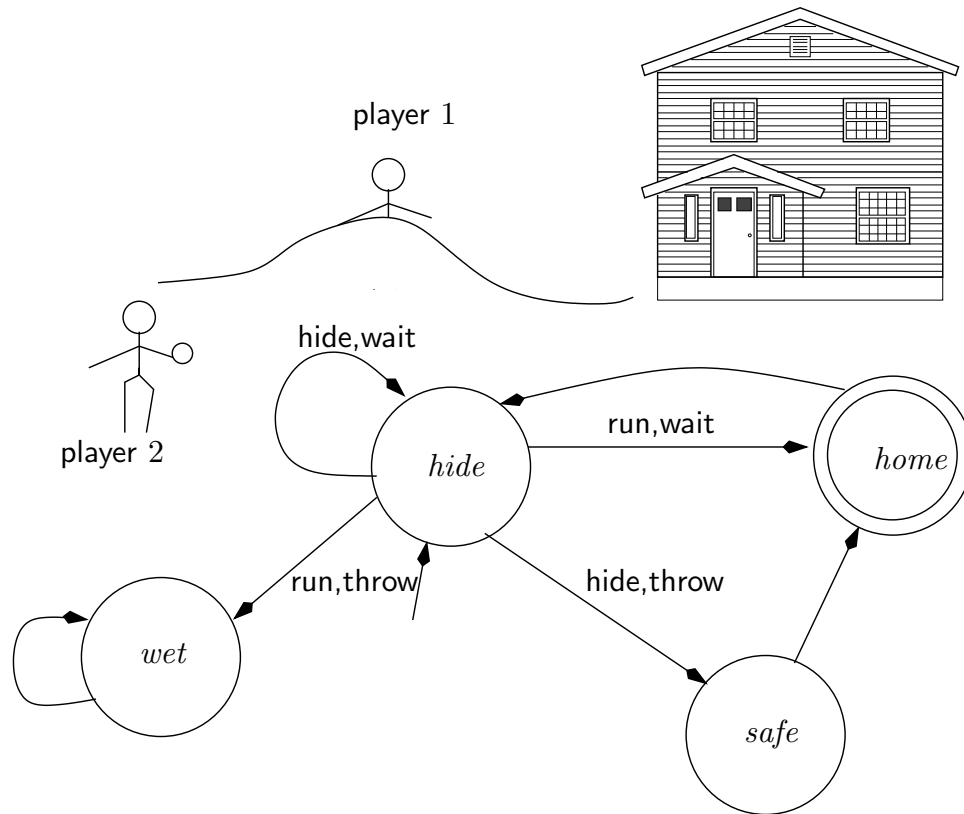 player 1
player 2
hide,wait
run,wait
hide
home
run,throw
hide,throw
wet
safe